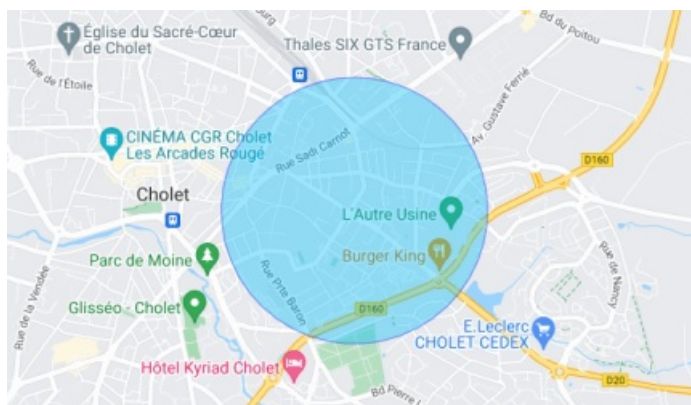 Église du Sacré-Cœur
de Cholet
Thales SIX GTS France
Bd du Poitou
Rue de l'Étoile
Av. Gustave Ferrié
CINÉMA CGR Cholet
Les Arcades Rougé
Rue Sadi Carnot
D160
Cholet
L'Autre Usine
Burger King
Parc de Moine
Rue Prte Baron
Rue de Nancy
Rue de la Vendée
Glisséo - Cholet
D160
E.Leclerc
CHOLET CEDEX
Hôtel Kyriad Cholet
D20
Bd Pierre L